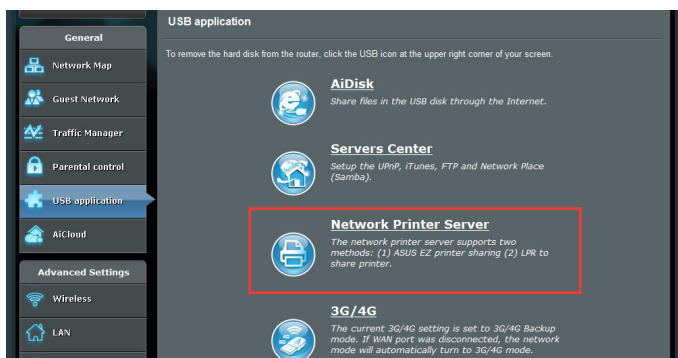 USB application
General
To remove the hard disk from the router, click the USB icon at the upper right corner of your screen.
Network Map
Guest Network
Traffic Manager
Parental control
USB application
AiCloud
Advanced Settings
Wireless
LAN
AiDisk
Share files in the USB disk through the Internet.
Servers Center
Setup the UPnP, iTunes, FTP and Network Place
(Samba).
Network Printer Server
The network printer server supports two
methods: (1) ASUS EZ printer sharing (2) LPR to
share printer.
3G/4G
The current 3G/4G setting is set to 3G/4G Backup
mode. If WAN port was disconnected, the network
mode will automatically turn to 3G/4G mode.